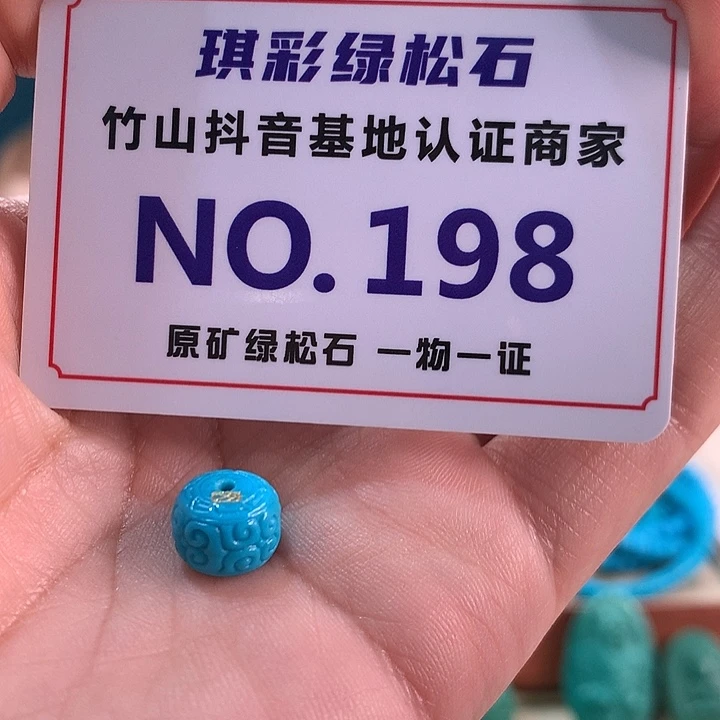 琪彩绿松石
竹山抖音基地认证商家
NO.198
原矿绿松石 一物一证